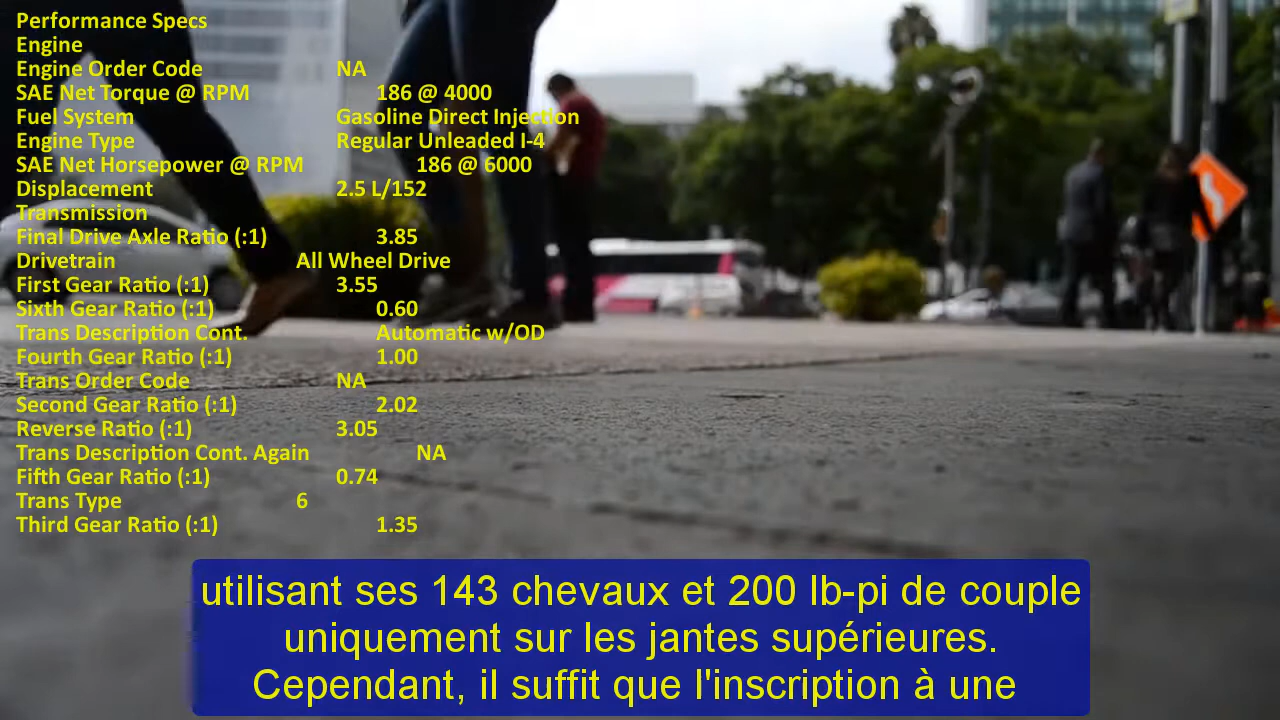 Performance Specs
Engine
Engine Order Code NA
SAE Net Torque @ RPM 186 @ 4000
Fuel System Gasoline Direct Injection
Engine Type Regular Unleaded I-4
SAE Net Horsepower @ RPM 186 @ 6000
Displacement 2.5 L/152
Transmission
Final Drive Axle Ratio (:1) 3.85
Drivetrain All Wheel Drive
First Gear Ratio (:1) 3.55
Sixth Gear Ratio (:1) 0.60
Trans Description Cont. Automatic w/OD
Fourth Gear Ratio (:1) 1.00
Trans Order Code NA
Second Gear Ratio (:1) 2.02
Reverse Ratio (:1) 3.05
Trans Description Cont. Again NA
Fifth Gear Ratio (:1) 0.74
Trans Type 6
Third Gear Ratio (:1) 1.35
utilisant ses 143 chevaux et 200 lb-pi de couple
uniquement sur les jantes supérieures.
Cependant, il suffit que l'inscription à une